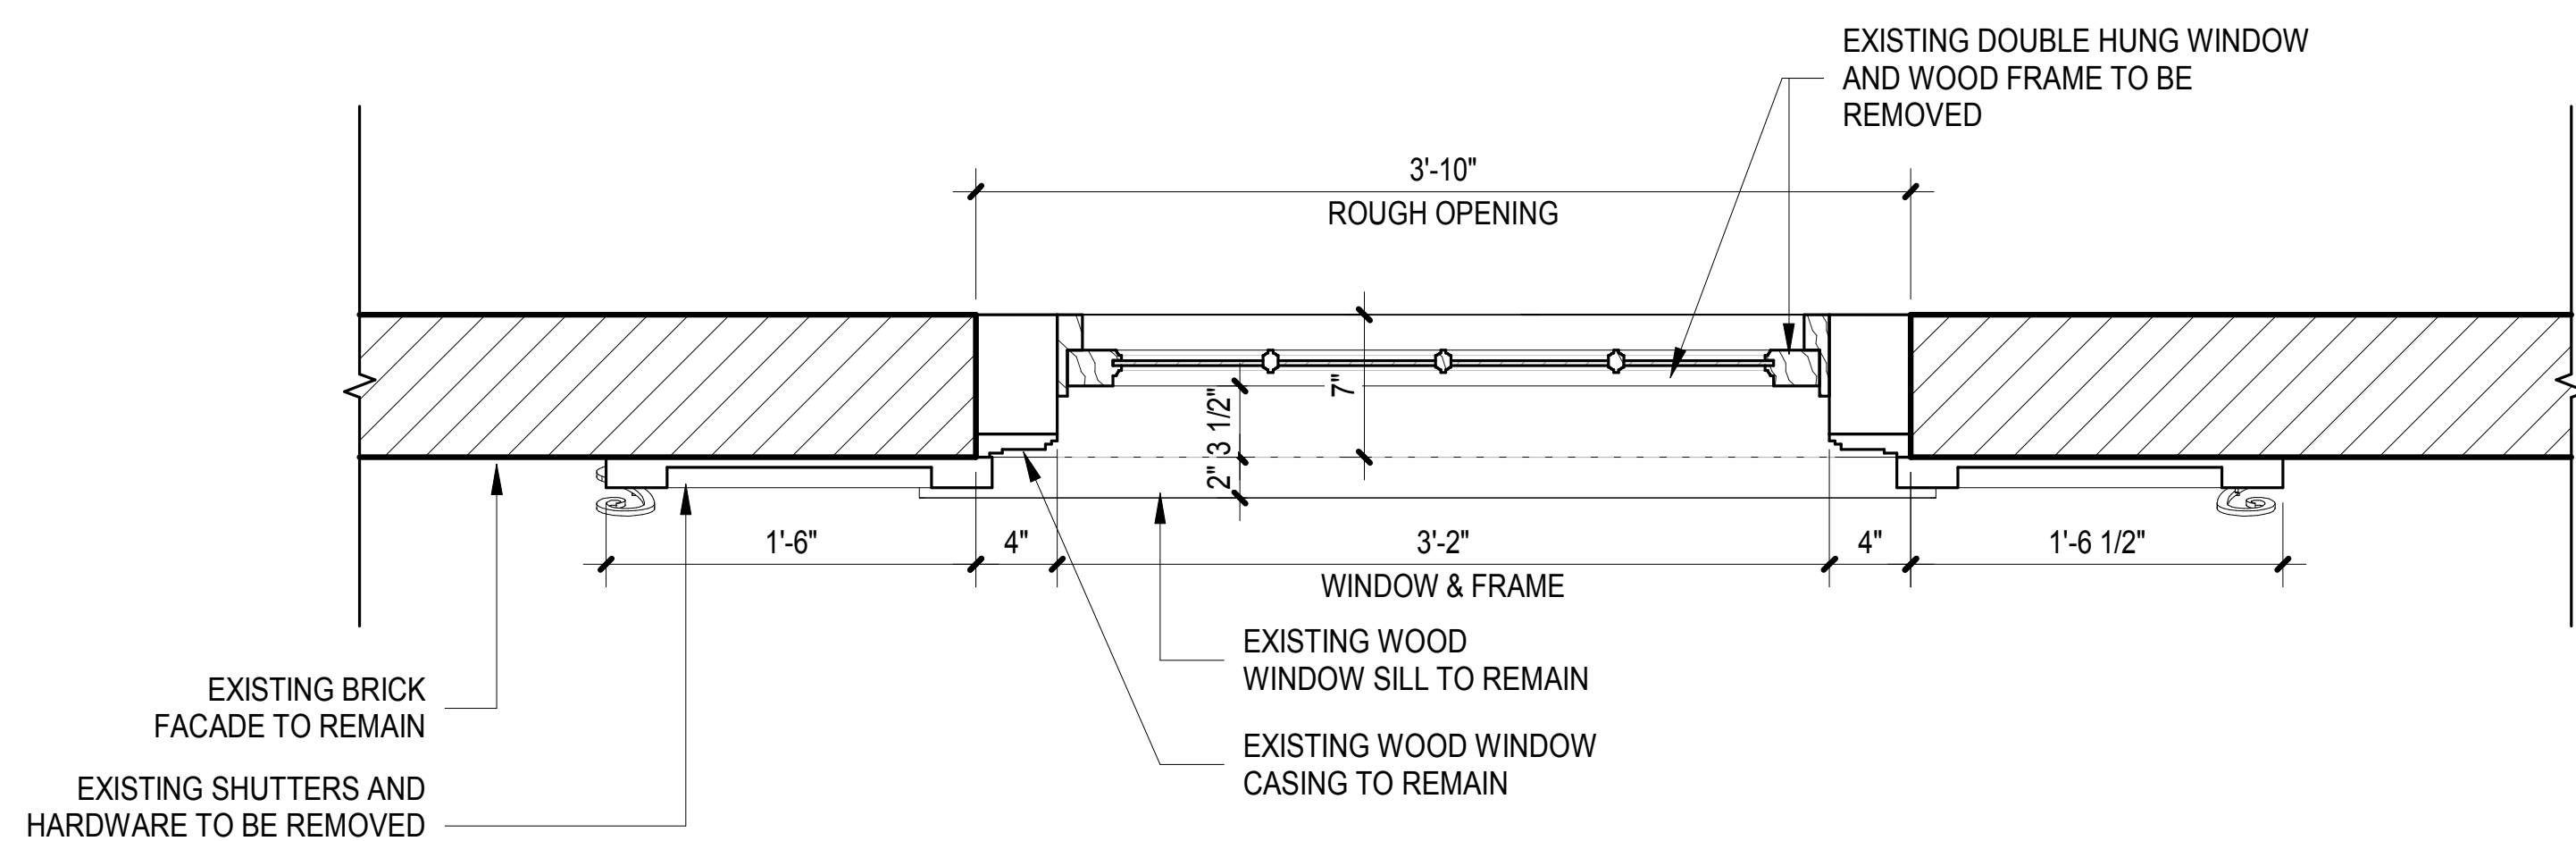 EXISTING DOUBLE HUNG WINDOW
AND WOOD FRAME TO BE
REMOVED
3'-10"
ROUGH OPENING
7"
3 1/2"
2"
1'-6"
4"
3'-2"
4"
1'-6 1/2"
WINDOW & FRAME
EXISTING WOOD
WINDOW SILL TO REMAIN
EXISTING BRICK
FACADE TO REMAIN
EXISTING WOOD WINDOW
CASING TO REMAIN
EXISTING SHUTTERS AND
HARDWARE TO BE REMOVED